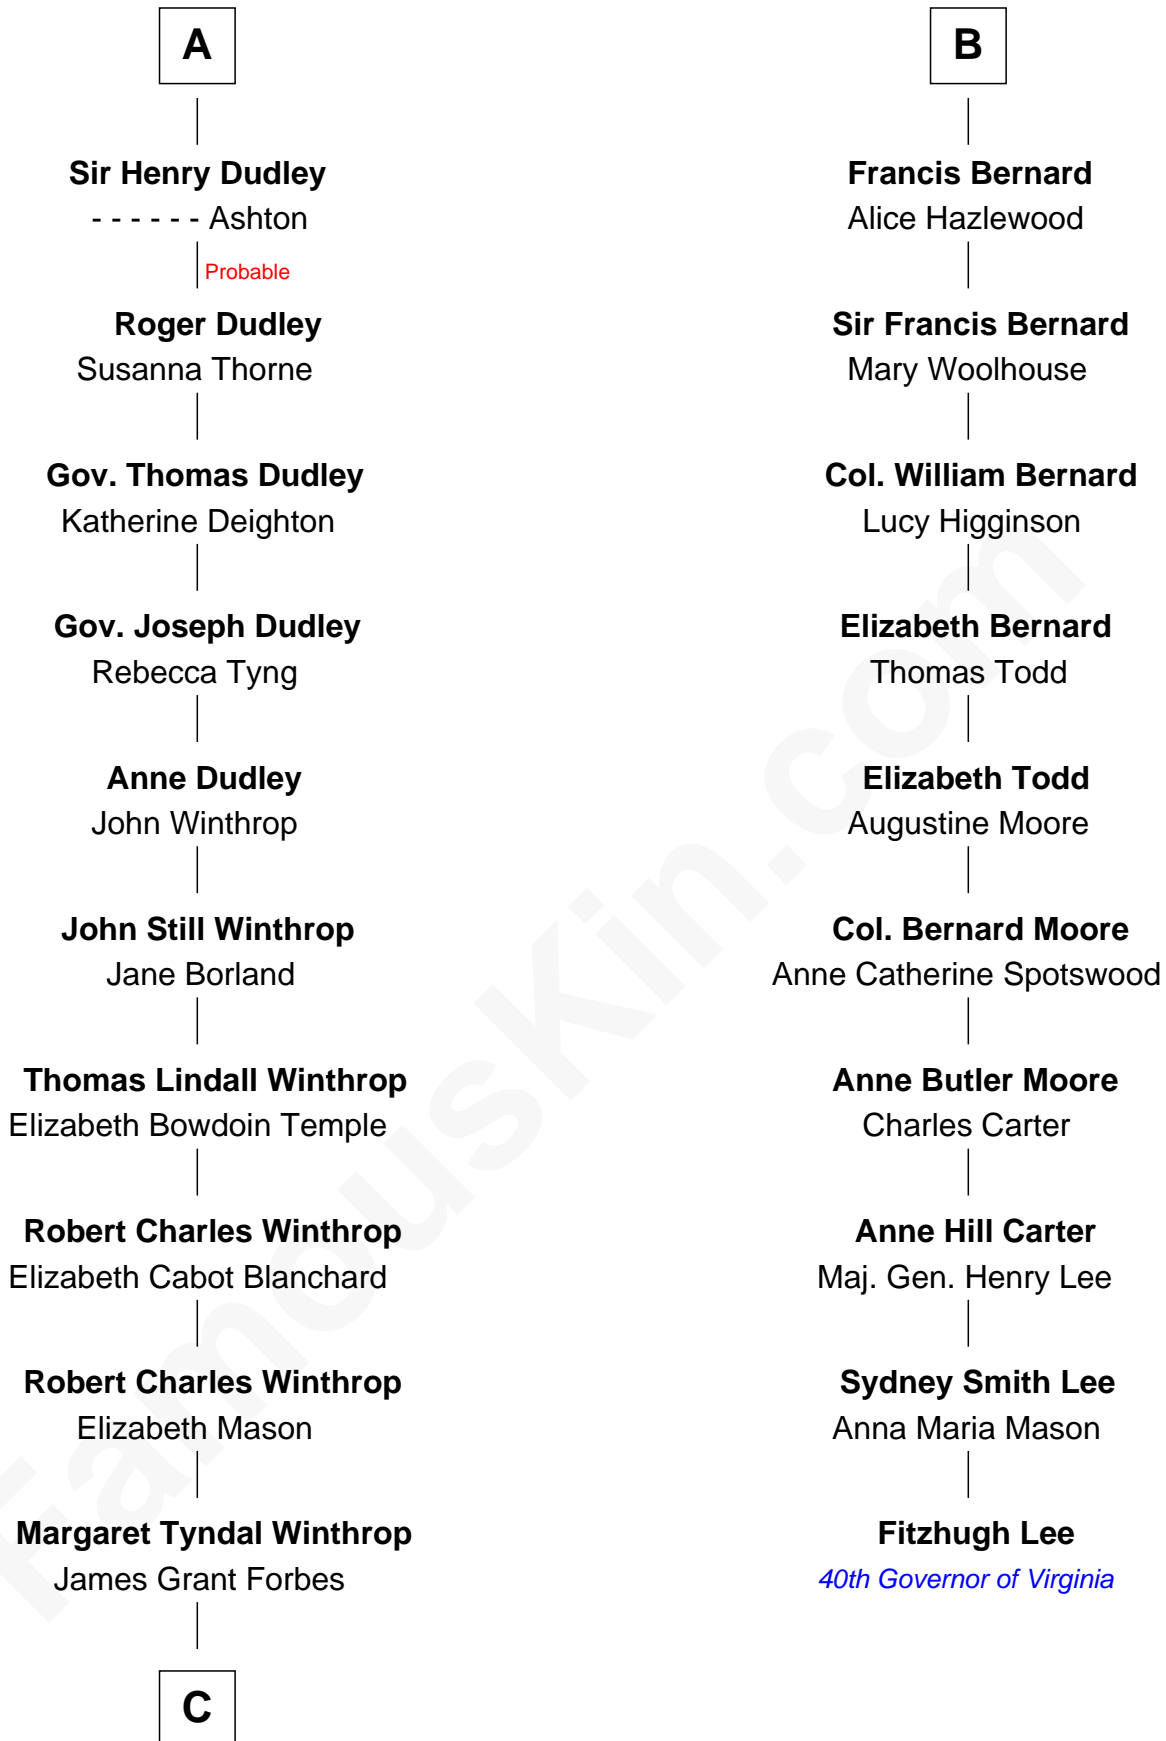 A
Sir Henry Dudley
- - - - - - Ashton
Probable
Roger Dudley
Susanna Thorne
Gov. Thomas Dudley
Katherine Deighton
Gov. Joseph Dudley
Rebecca Tyng
Anne Dudley
John Winthrop
John Still Winthrop
Jane Borland
Thomas Lindall Winthrop
Elizabeth Bowdoin Temple
Robert Charles Winthrop
Elizabeth Cabot Blanchard
Robert Charles Winthrop
Elizabeth Mason
Margaret Tyndal Winthrop
James Grant Forbes
C
B
Francis Bernard
Alice Hazlewood
Sir Francis Bernard
Mary Woolhouse
Col. William Bernard
Lucy Higginson
Elizabeth Bernard
Thomas Todd
Elizabeth Todd
Augustine Moore
Col. Bernard Moore
Anne Catherine Spotswood
Anne Butler Moore
Charles Carter
Anne Hill Carter
Maj. Gen. Henry Lee
Sydney Smith Lee
Anna Maria Mason
Fitzhugh Lee
40th Governor of Virginia
FamousKin.com